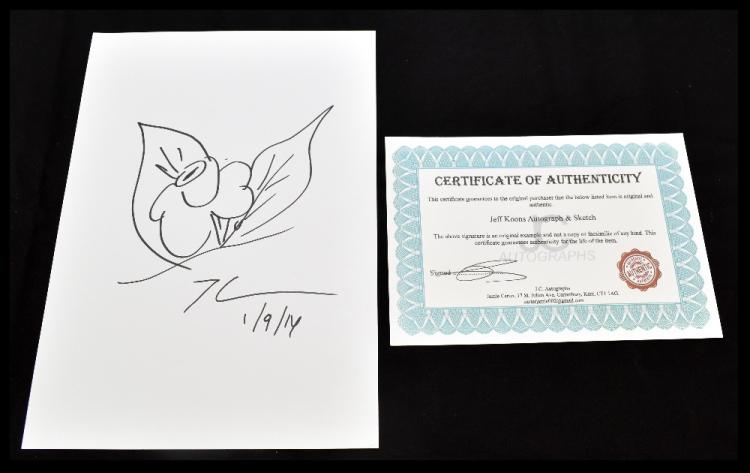 1/9/14
CERTIFICATE OF AUTHENTICITY
This certificate guarantees to the original purchaser that the below listed item is original and
authentic.
Jeff Koons Autograph & Sketch
JC
AUTOGRAPHS
The above signature is an original example and not a copy or facsimile of any kind. This
certificate guarantees authenticity for the life of the item.
Signed
J.C. Autographs
AUTHENTIC